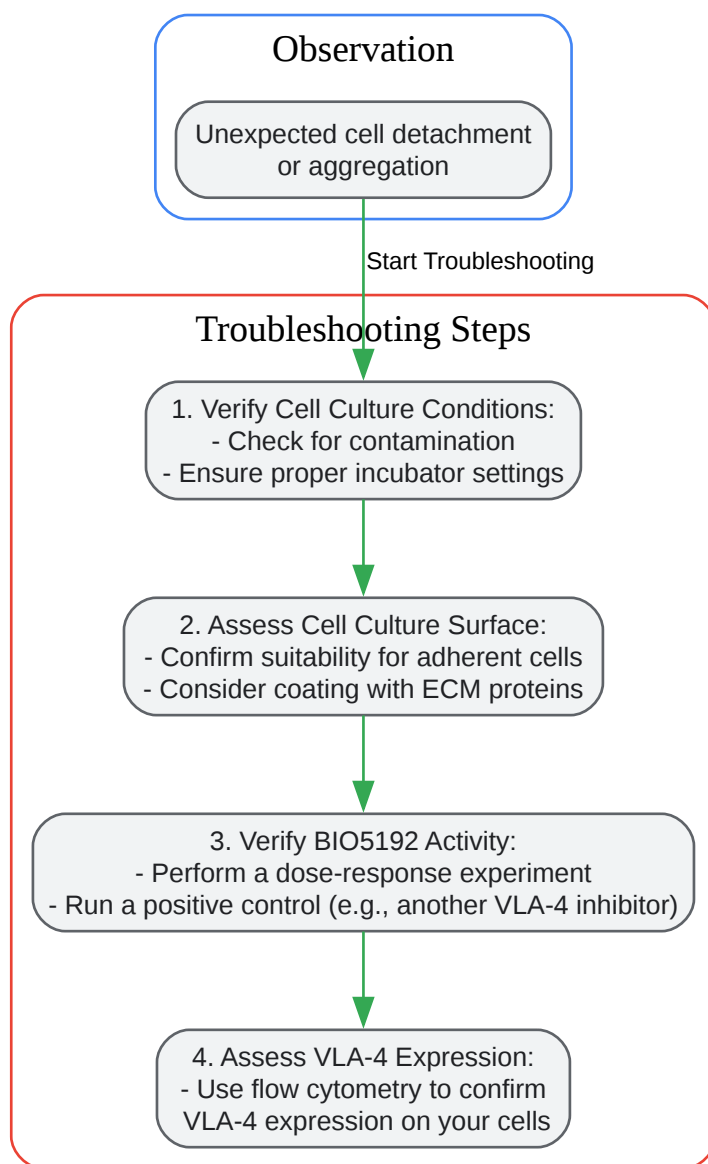 Observation
Unexpected cell detachment
or aggregation
Start Troubleshooting
Troubleshooting Steps
1. Verify Cell Culture Conditions:
- Check for contamination
- Ensure proper incubator settings
2. Assess Cell Culture Surface:
- Confirm suitability for adherent cells
- Consider coating with ECM proteins
3. Verify BIO5192 Activity:
- Perform a dose-response experiment
- Run a positive control (e.g., another VLA-4 inhibitor)
4. Assess VLA-4 Expression:
- Use flow cytometry to confirm
VLA-4 expression on your cells